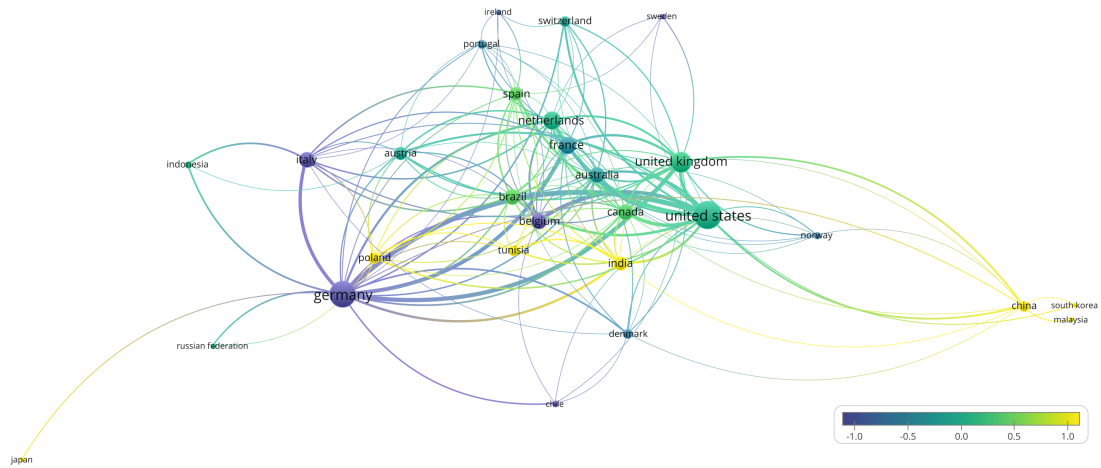 ireland
switzerland
sweden
portugal
spain
netherlands
france
italy
austria
indonesia
united kingdom
australia
brazil
canada
united states
belgium
norway
tunisia
poland
india
germany
china
south korea
malaysia
denmark
russian federation
chile
japan
-1.0 -0.5 0.0 0.5 1.0